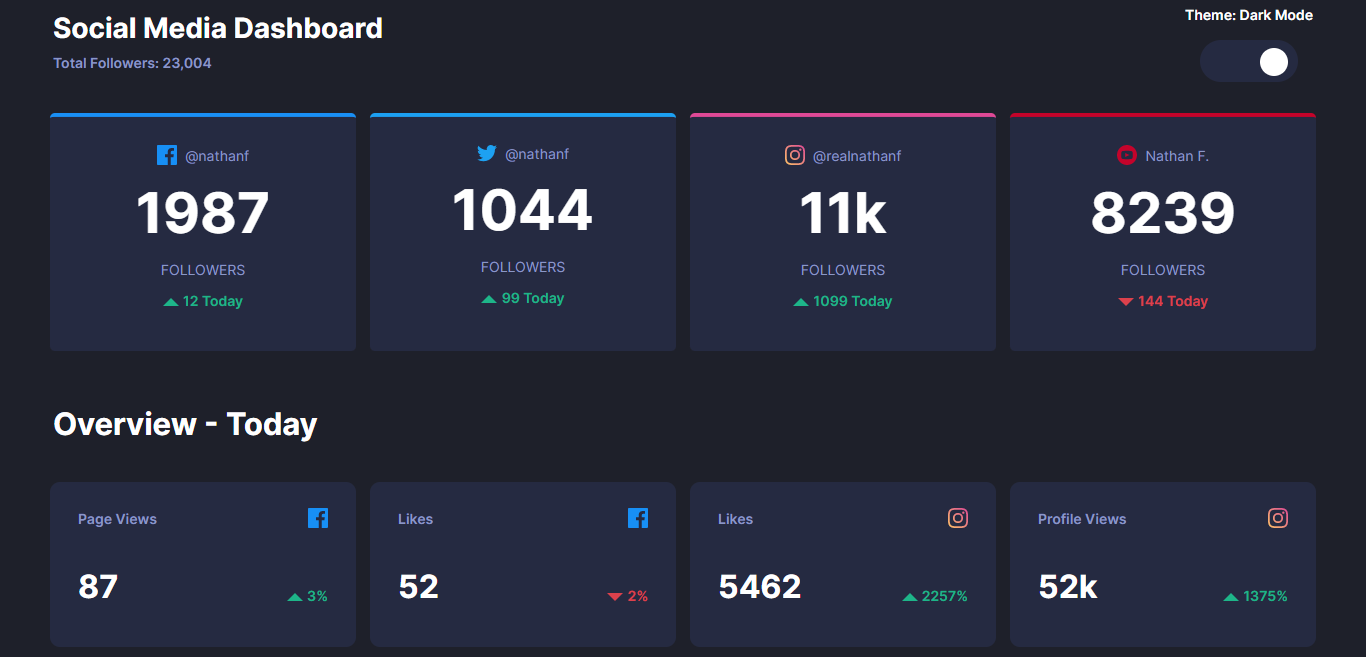 Social Media Dashboard
Theme: Dark Mode
Total Followers: 23,004
@nathanf
1987
FOLLOWERS
12 Today
@nathanf
1044
FOLLOWERS
99 Today
@realnathanf
11k
FOLLOWERS
1099 Today
Nathan F.
8239
FOLLOWERS
144 Today
Overview - Today
Page Views
87
3%
Likes
52
2%
Likes
5462
2257%
Profile Views
52k
1375%